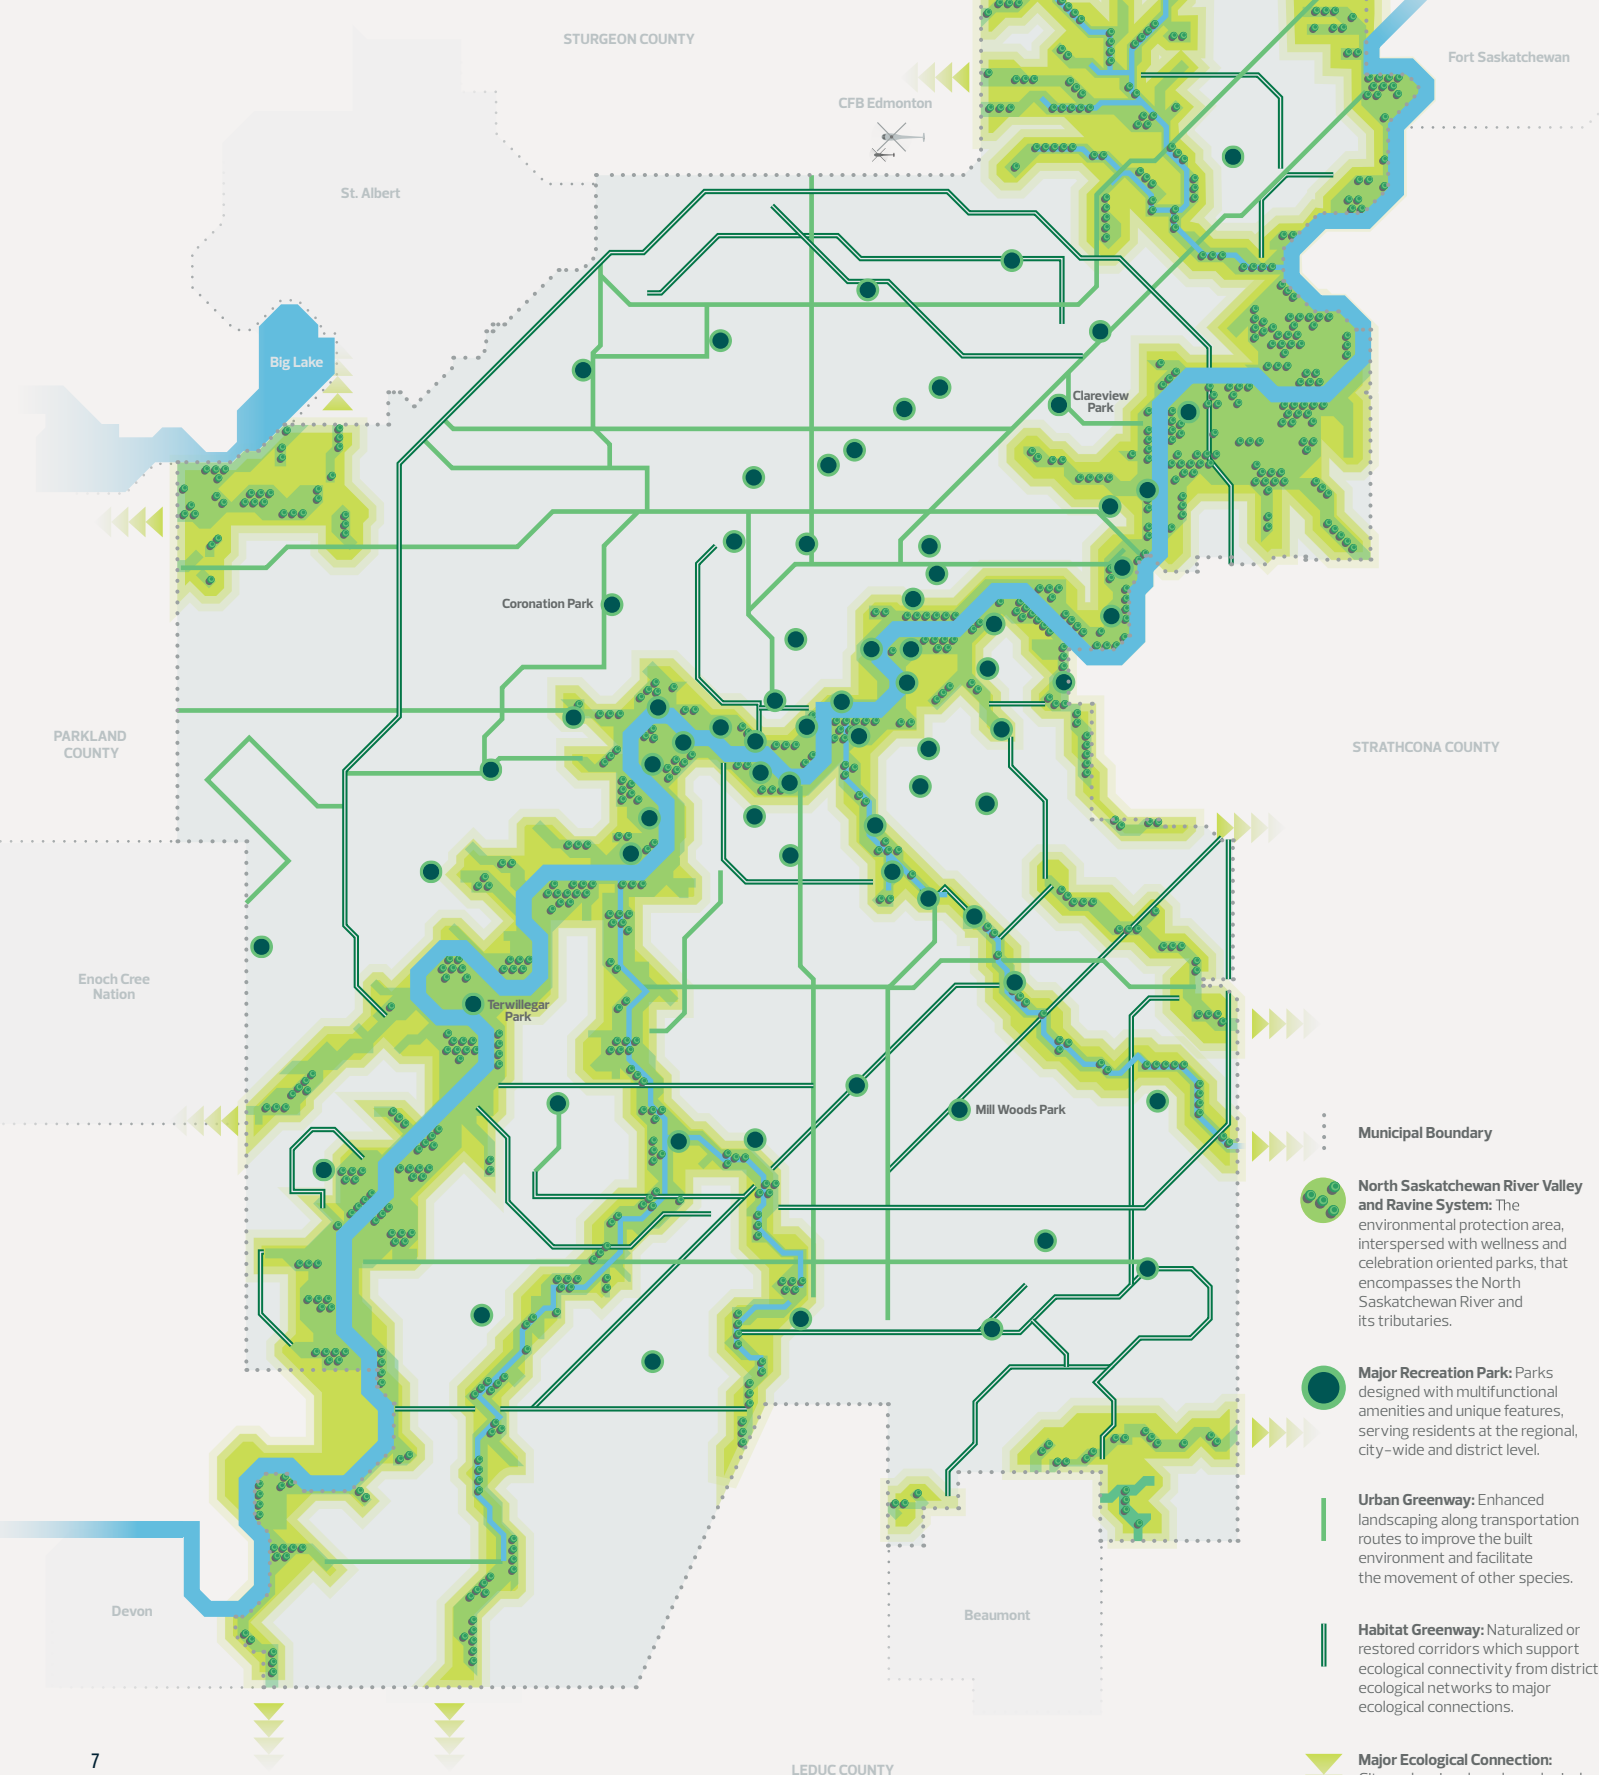 STURGEON COUNTY
Fort Saskatchewan
CFB Edmonton
St. Albert
Big Lake
Clareview
Park
Coronation Park
PARKLAND
COUNTY
STRATHCONA COUNTY
Enoch Cree
Nation
Terwillegar
Park
Mill Woods Park
Devon
Beaumont
LEDUC COUNTY
7
Municipal Boundary
North Saskatchewan River Valley
and Ravine System: The
environmental protection area,
interspersed with wellness and
celebration oriented parks, that
encompasses the North
Saskatchewan River and
its tributaries.
Major Recreation Park: Parks
designed with multifunctional
amenities and unique features,
serving residents at the regional,
city-wide and district level.
Urban Greenway: Enhanced
landscaping along transportation
routes to improve the built
environment and facilitate
the movement of other species.
Habitat Greenway: Naturalized or
restored corridors which support
ecological connectivity from district
ecological networks to major
ecological connections.
Major Ecological Connection: